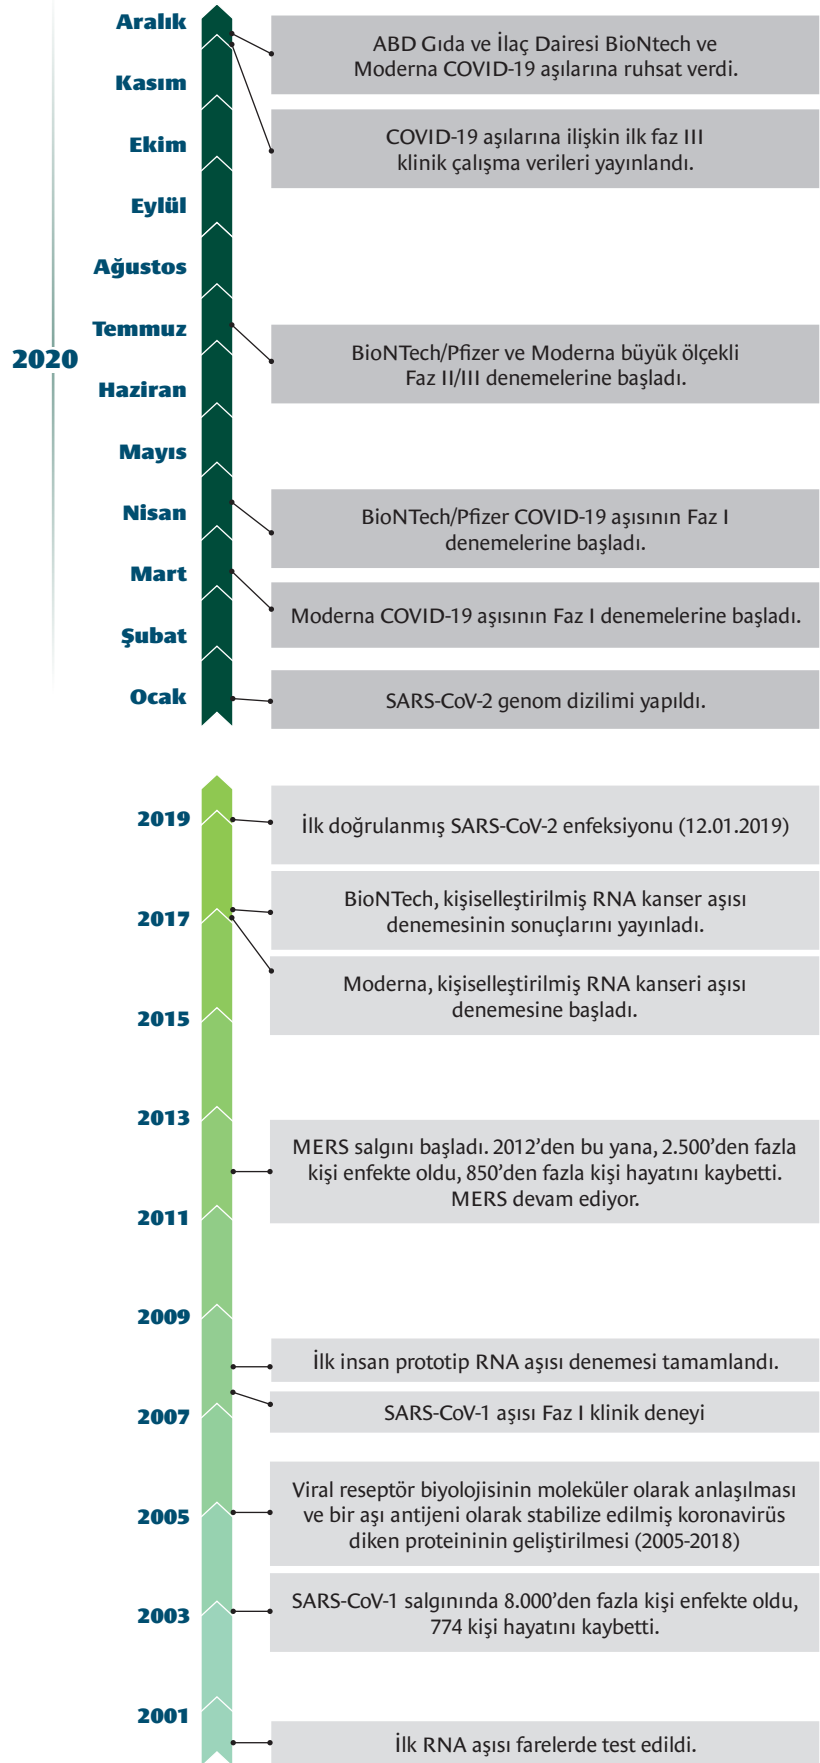 Aralık
ABD Gıda ve İlaç Dairesi BioNtech ve
Moderna COVID-19 aşılarına ruhsat verdi.
Kasım
Ekim
COVID-19 aşılarına ilişkin ilk faz III
klinik çalışma verileri yayınlandı.
Eylül
Ağustos
Temmuz
2020
BioNTech/Pfizer ve Moderna büyük ölçekli
Faz II/III denemelerine başladı.
Haziran
Mayıs
Nisan
BioNTech/Pfizer COVID-19 aşısının Faz I
denemelerine başladı.
Mart
Moderna COVID-19 aşısının Faz I denemelerine başladı.
Şubat
Ocak
SARS-CoV-2 genom dizilimi yapıldı.
2019
İlk doğrulanmış SARS-CoV-2 enfeksiyonu (12.01.2019)
BioNTech, kişiselleştirilmiş RNA kanser aşısı
denemesinin sonuçlarını yayınladı.
2017
Moderna, kişiselleştirilmiş RNA kanseri aşısı
denemesine başladı.
2015
2013
MERS salgını başladı. 2012’den bu yana, 2.500’den fazla
kişi enfekte oldu, 850’den fazla kişi hayatını kaybetti.
MERS devam ediyor.
2011
2009
İlk insan prototip RNA aşısı denemesi tamamlandı.
2007
SARS-CoV-1 aşısı Faz I klinik deneyi
Viral reseptör biyolojisinin moleküler olarak anlaşılması
ve bir aşı antijeni olarak stabilize edilmiş koronavirüs
diken proteininin geliştirilmesi (2005-2018)
2005
SARS-CoV-1 salgınında 8.000’den fazla kişi enfekte oldu,
774 kişi hayatını kaybetti.
2003
2001
İlk RNA aşısı farelerde test edildi.